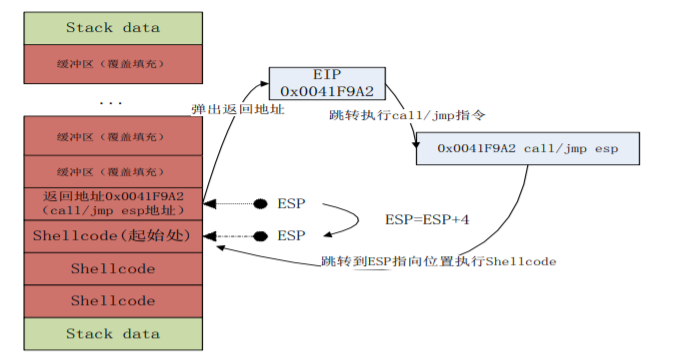 Stack data
缓冲区（覆盖填充）
...
缓冲区（覆盖填充）
缓冲区（覆盖填充）
返回地址0x0041F9A2
（call/jmp esp地址）
Shellcode(起始处)
Shellcode
Shellcode
Stack data
弹出返回地址
EIP
0x0041F9A2
跳转执行call/jmp指令
0x0041F9A2 call/jmp esp
ESP
ESP
ESP=ESP+4
跳转到ESP指向位置执行Shellcode